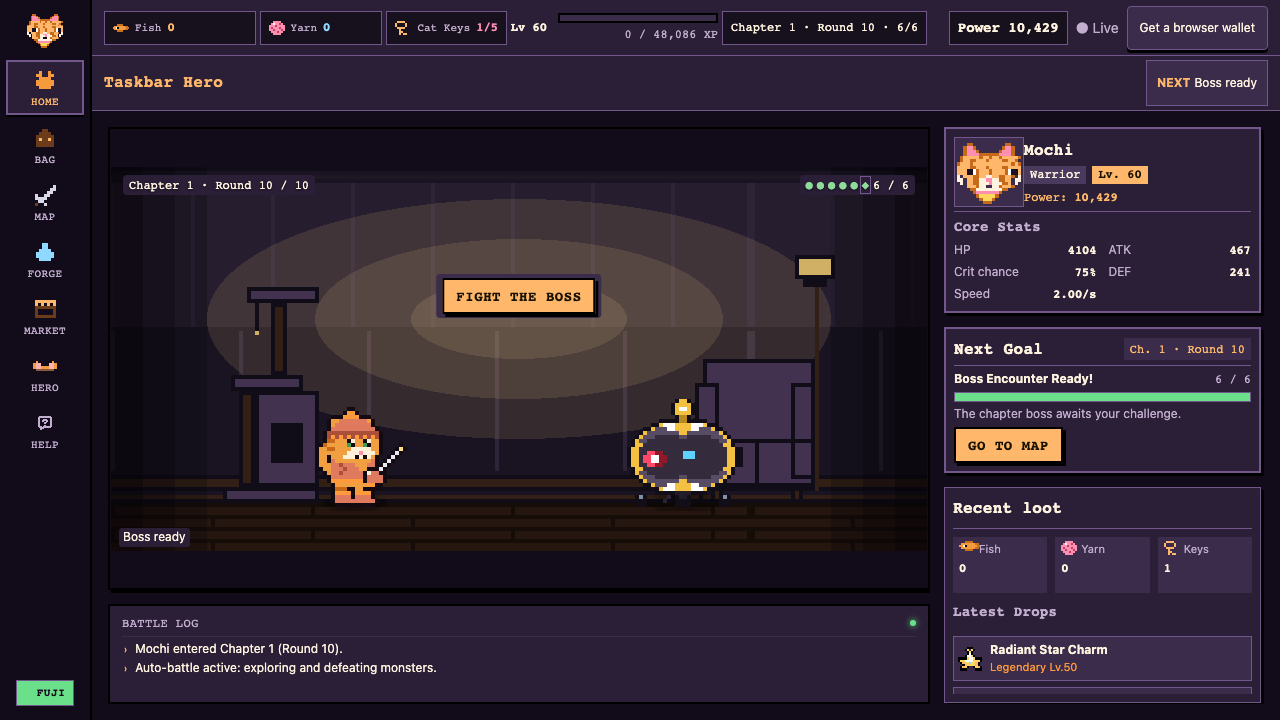 Fish 0
Yarn 0
Cat Keys 1/5
Lv 60
0 / 48,086 XP
Chapter 1 · Round 10 · 6/6
Power 10,429
Live
Get a browser wallet
HOME
BAG
MAP
FORGE
MARKET
HERO
HELP
FUJI
Taskbar Hero
NEXT Boss ready
Chapter 1 · Round 10 / 10
6 / 6
FIGHT THE BOSS
Boss ready
BATTLE LOG
› Mochi entered Chapter 1 (Round 10).
› Auto-battle active: exploring and defeating monsters.
Mochi
Warrior Lv. 60
Power: 10,429
Core Stats
HP 4104 ATK 467
Crit chance 75% DEF 241
Speed 2.00/s
Next Goal Ch. 1 · Round 10
Boss Encounter Ready! 6 / 6
The chapter boss awaits your challenge.
GO TO MAP
Recent loot
Fish Yarn Keys
0 0 1
Latest Drops
Radiant Star Charm
Legendary Lv.50